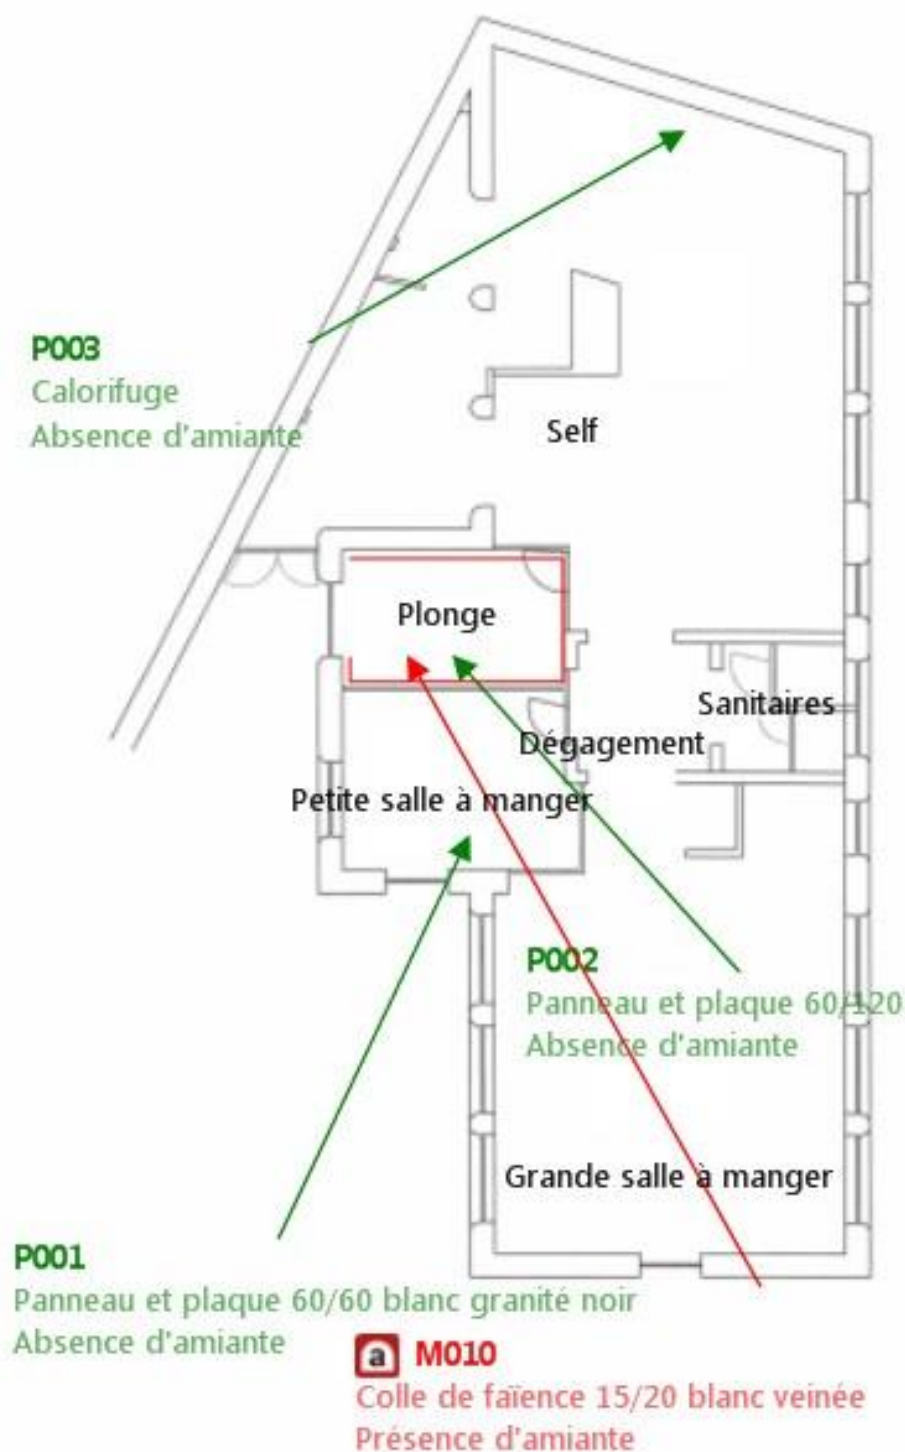 P003
Calorifuge
Absence d'amiante
Self
Plonge
Sanitaires
Dégagement
Petite salle à manger
P002
Panneau et plaque 60/120
Absence d'amiante
Grande salle à manger
P001
Panneau et plaque 60/60 blanc granité noir
Absence d'amiante
a M010
Colle de faïence 15/20 blanc veinée
Présence d'amiante